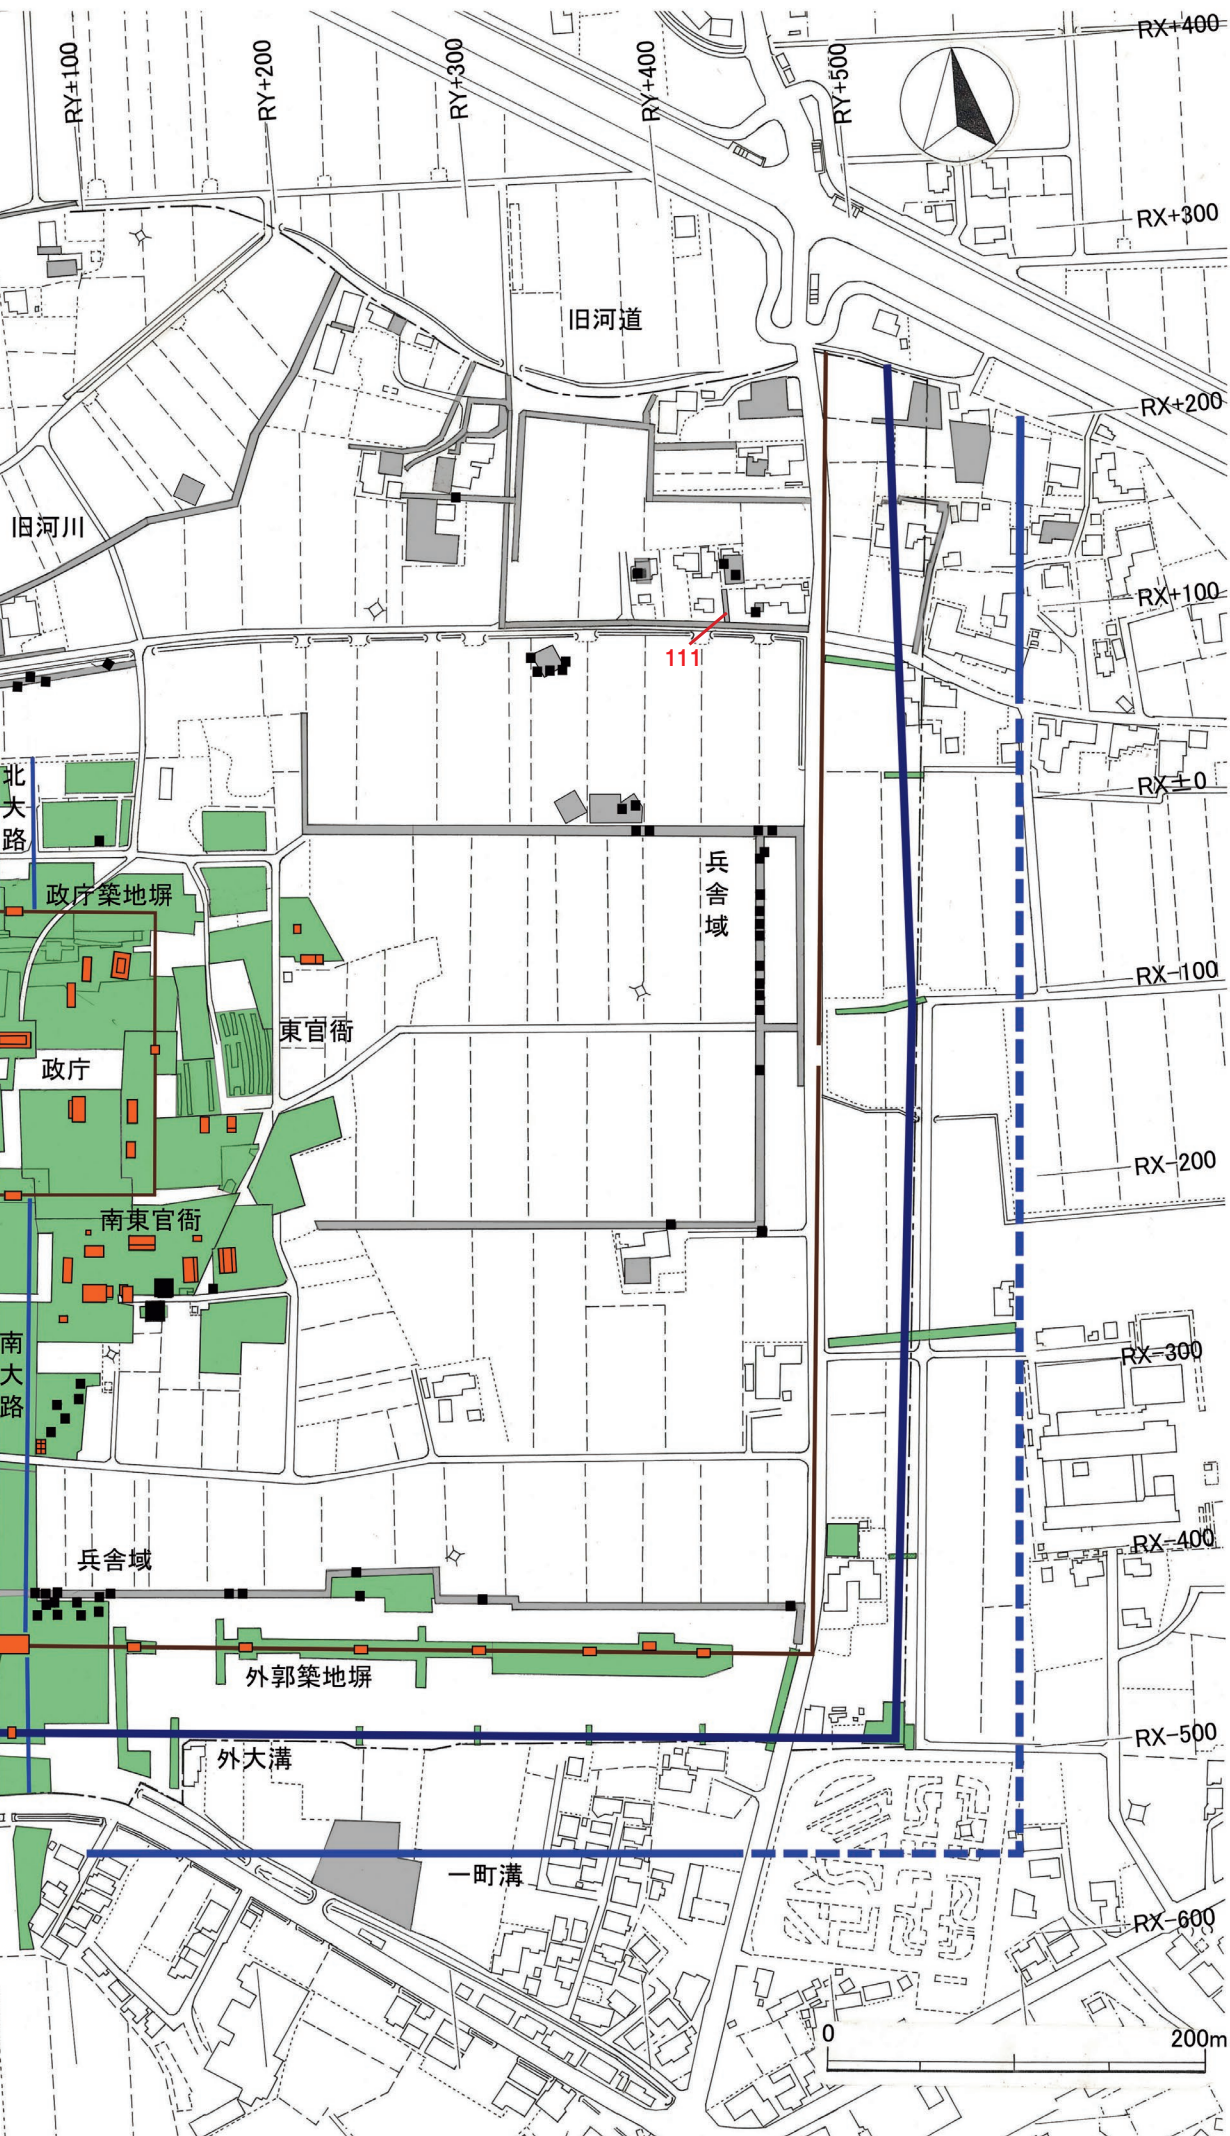 RX+400
RY+100
RY+200
RY+300
RY+400
RY+500
RX+300
旧河道
RX+200
旧河川
RX+100
111
北大路
RX±0
兵舎域
政庁築地塀
RX-100
東官衙
政庁
RX-200
南東官衙
南大路
RX-300
RX-400
兵舎域
外郭築地塀
RX-500
外大溝
一町溝
RX-600
0
200m